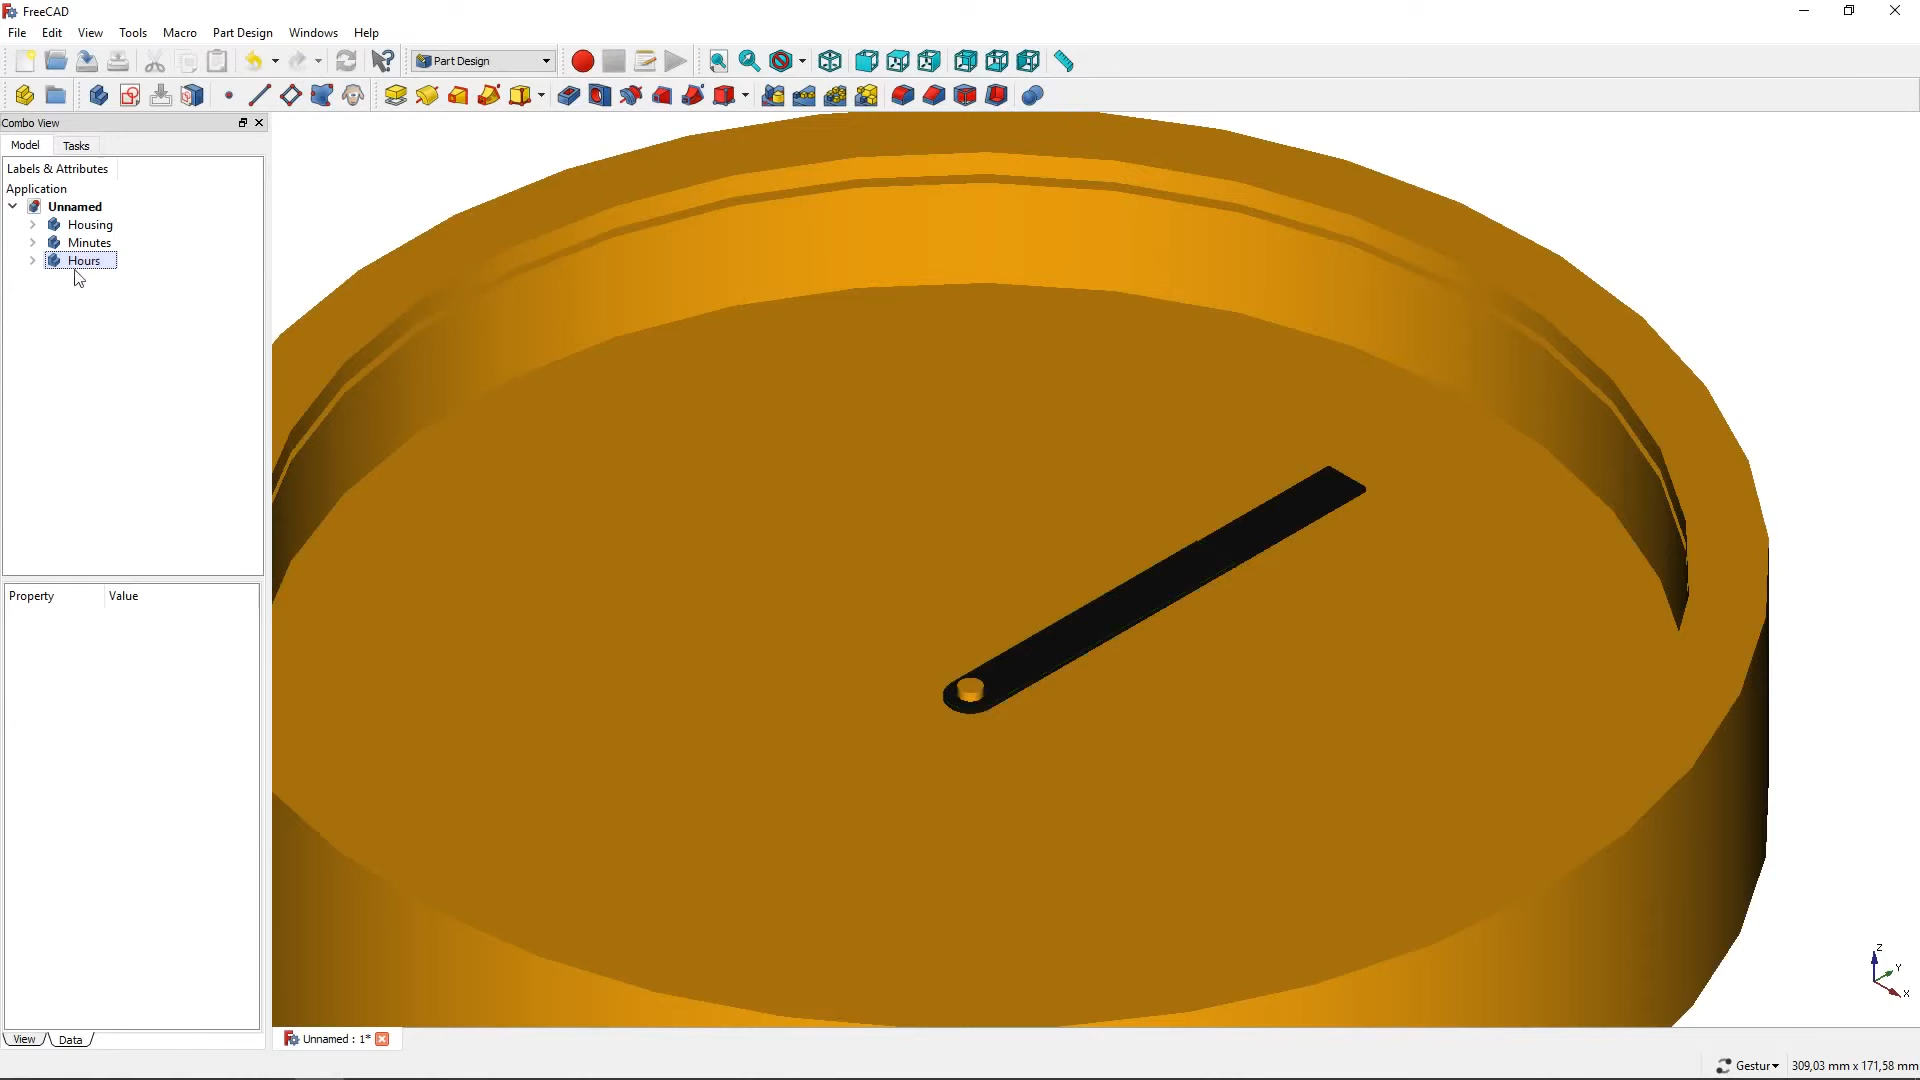 FreeCAD
File Edit View Tools Macro Part Design Windows Help
Part Design
Combo View
Model Tasks
Labels & Attributes
Application
Unnamed
Housing
Minutes
Hours
Property Value
View Data
Unnamed : 1*
Z
Y
X
Gestur 309,03 mm x 171,58 mm